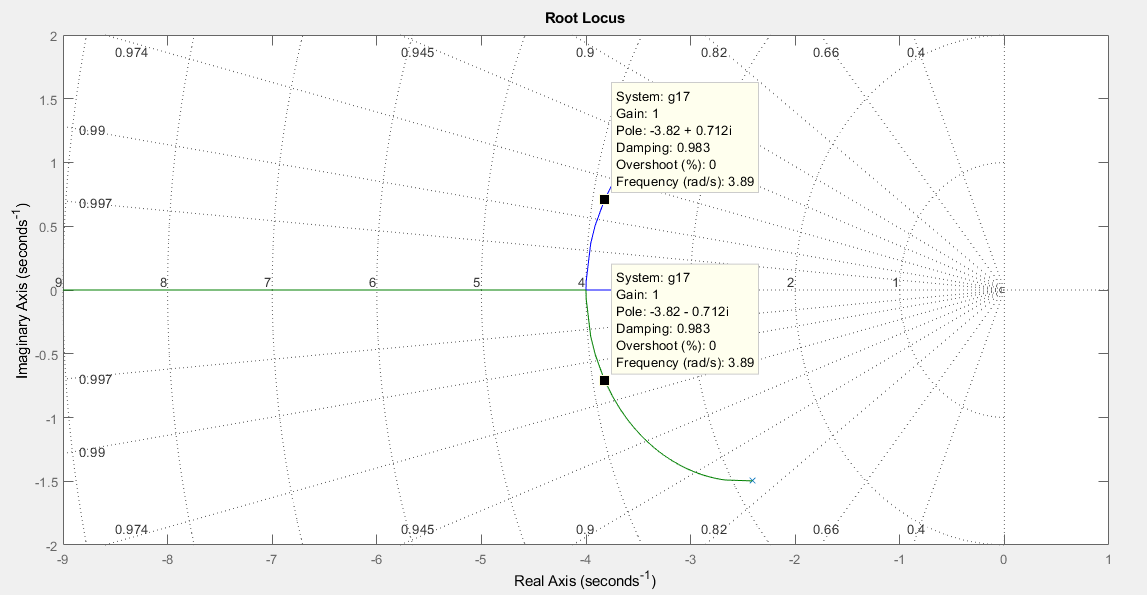 Root Locus
2
1.5
1
0.5
0
-0.5
-1
-1.5
-2
Imaginary Axis (seconds-1)
0.974 0.945 0.9 0.82 0.66 0.4
0.99
0.997
System: g17
Gain: 1
Pole: -3.82 + 0.712i
Damping: 0.983
Overshoot (%): 0
Frequency (rad/s): 3.89
9 8 7 6 5 4 2 1
System: g17
Gain: 1
Pole: -3.82 - 0.712i
Damping: 0.983
Overshoot (%): 0
Frequency (rad/s): 3.89
0.997
0.99
0.974 0.945 0.9 0.82 0.66 0.4
-9 -8 -7 -6 -5 -4 -3 -2 -1 0 1
Real Axis (seconds-1)